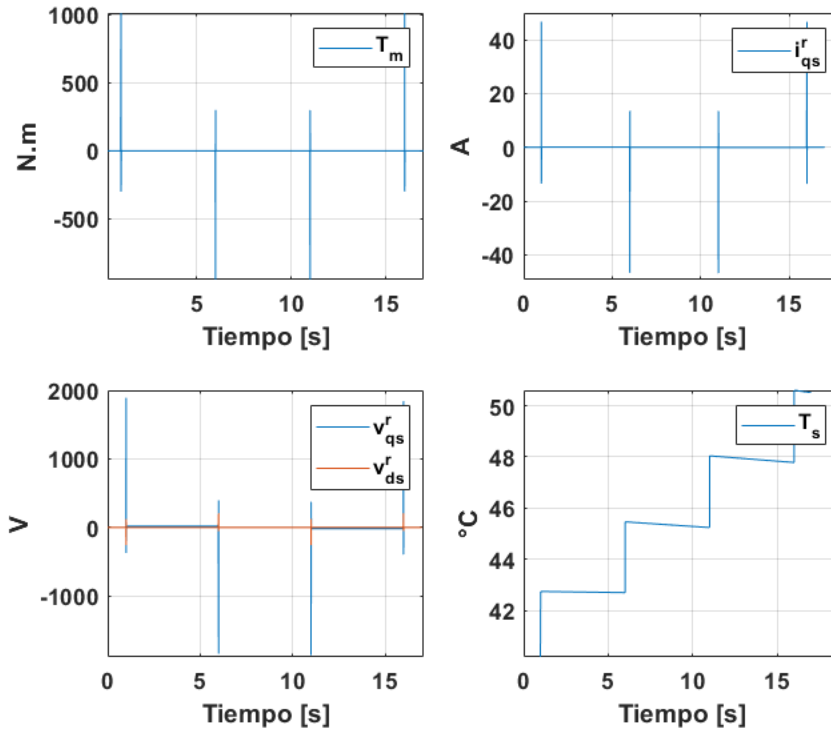 1000
500
0
-500
N.m
T_m
5 10 15
Tiempo [s]
40
20
0
-20
-40
A
i^r_qs
0 5 10 15
Tiempo [s]
2000
1000
0
-1000
V
v^r_qs
v^r_ds
0 5 10 15
Tiempo [s]
50
48
46
44
42
°C
T_s
0 5 10 15
Tiempo [s]